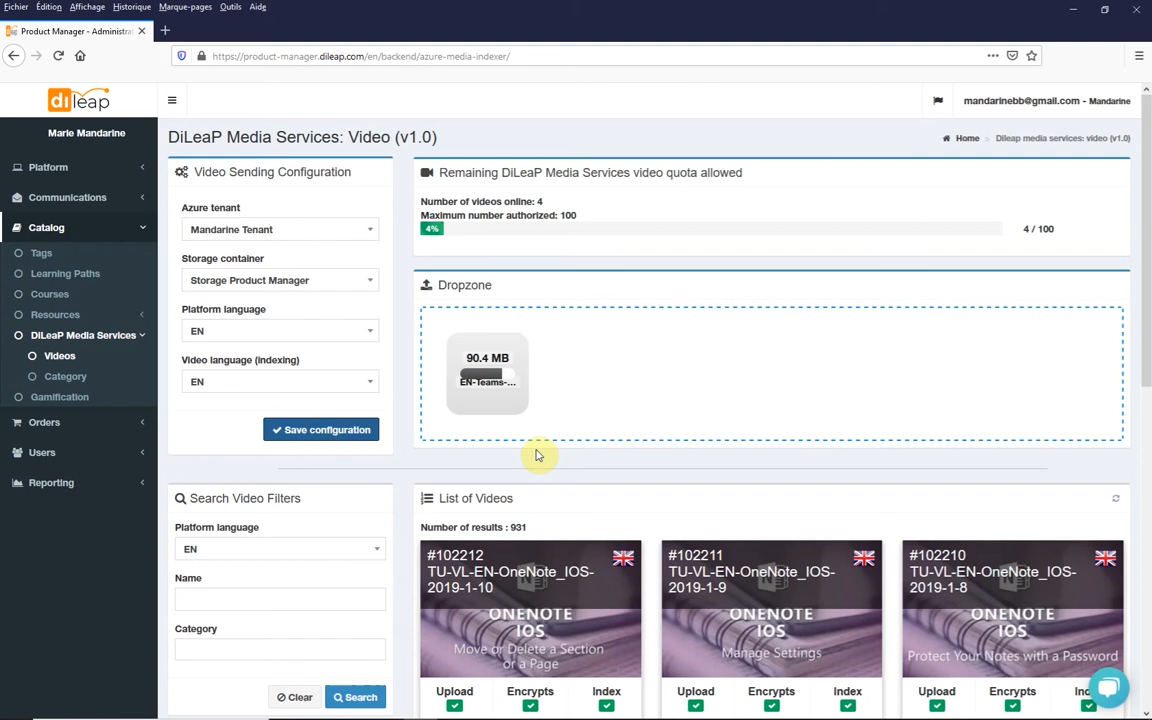 Fichier Édition Affichage Historique Marque-pages Outils Aide
Product Manager - Administrat
https://product-manager.dileap.com/en/backend/azure-media-indexer/
dileap
mandarinebb@gmail.com - Mandarine
Marie Mandarine
Platform
Communications
Catalog
Tags
Learning Paths
Courses
Resources
DiLeaP Media Services
Videos
Category
Gamification
Orders
Users
Reporting
DiLeaP Media Services: Video (v1.0)
Home > Dileap media services: video (v1.0)
Video Sending Configuration
Azure tenant
Mandarine Tenant
Storage container
Storage Product Manager
Platform language
EN
Video language (indexing)
EN
Save configuration
Remaining DiLeaP Media Services video quota allowed
Number of videos online: 4
Maximum number authorized: 100
4%
4 / 100
Dropzone
90.4 MB
EN-Teams-...
Search Video Filters
Platform language
EN
Name
Category
Clear
Search
List of Videos
Number of results : 931
#102212
TU-VL-EN-OneNote_IOS-
2019-1-10
ONENOTE
IOS
Move or Delete a Section
or a Page
Upload Encrypts Index
#102211
TU-VL-EN-OneNote_IOS-
2019-1-9
ONENOTE
IOS
Manage Settings
Upload Encrypts Index
#102210
TU-VL-EN-OneNote_IOS-
2019-1-8
ONENOTE
IOS
Protect Your Notes with a Password
Upload Encrypts